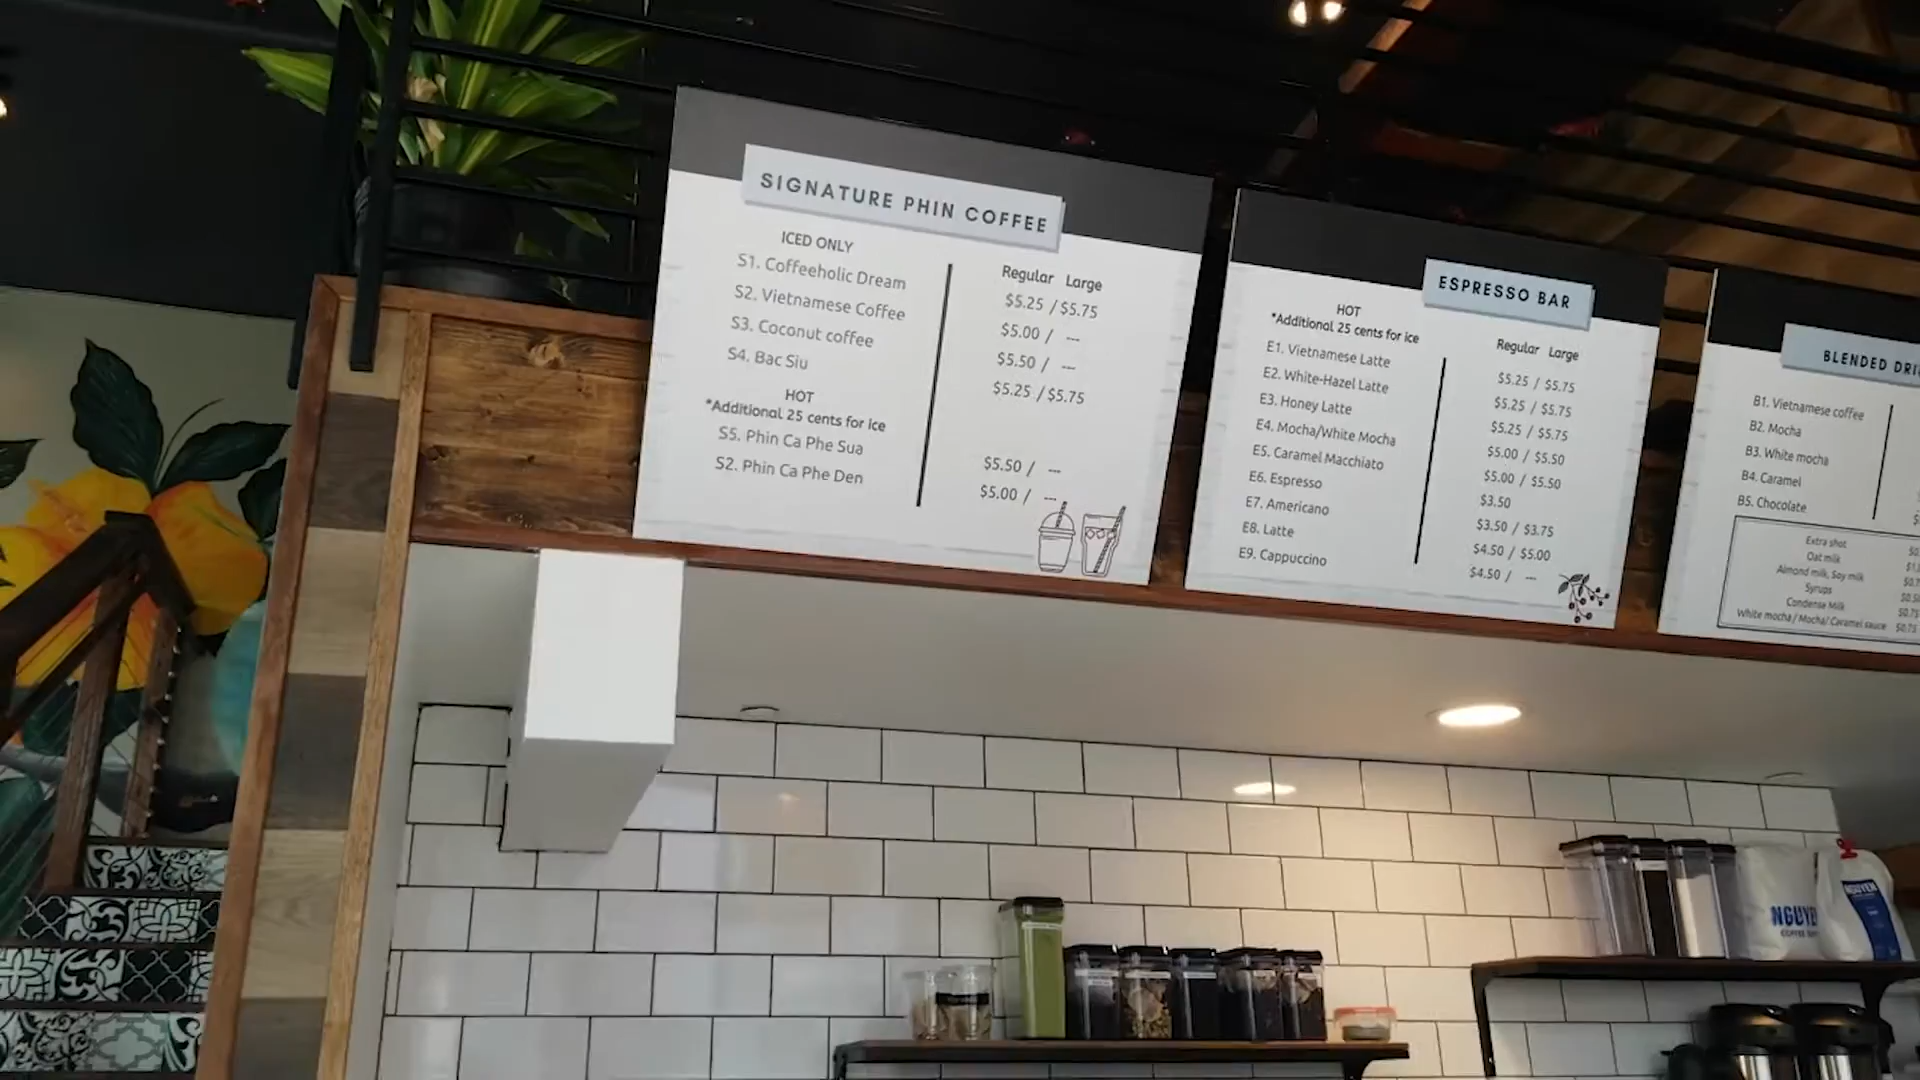 SIGNATURE PHIN COFFEE
ICED ONLY
Regular Large
S1. Coffeeholic Dream $5.25 / $5.75
S2. Vietnamese Coffee $5.00 / ---
S3. Coconut coffee $5.50 / ---
S4. Bac Siu $5.25 / $5.75
HOT
*Additional 25 cents for ice
S5. Phin Ca Phe Sua $5.50 / ---
S2. Phin Ca Phe Den $5.00 / ---
ESPRESSO BAR
HOT
*Additional 25 cents for ice
Regular Large
E1. Vietnamese Latte $5.25 / $5.75
E2. White-Hazel Latte $5.25 / $5.75
E3. Honey Latte $5.25 / $5.75
E4. Mocha/White Mocha $5.00 / $5.50
E5. Caramel Macchiato $5.00 / $5.50
E6. Espresso $3.50
E7. Americano $3.50 / $3.75
E8. Latte $4.50 / $5.00
E9. Cappuccino $4.50 / ---
BLENDED
B1. Vietnamese coffee
B2. Mocha
B3. White mocha
B4. Caramel
B5. Chocolate
Extra shot
Oat milk
Almond milk, Soy milk
Syrups
Condense Milk
White mocha / Mocha/ Caramel sauce $0.75
NGUYEN